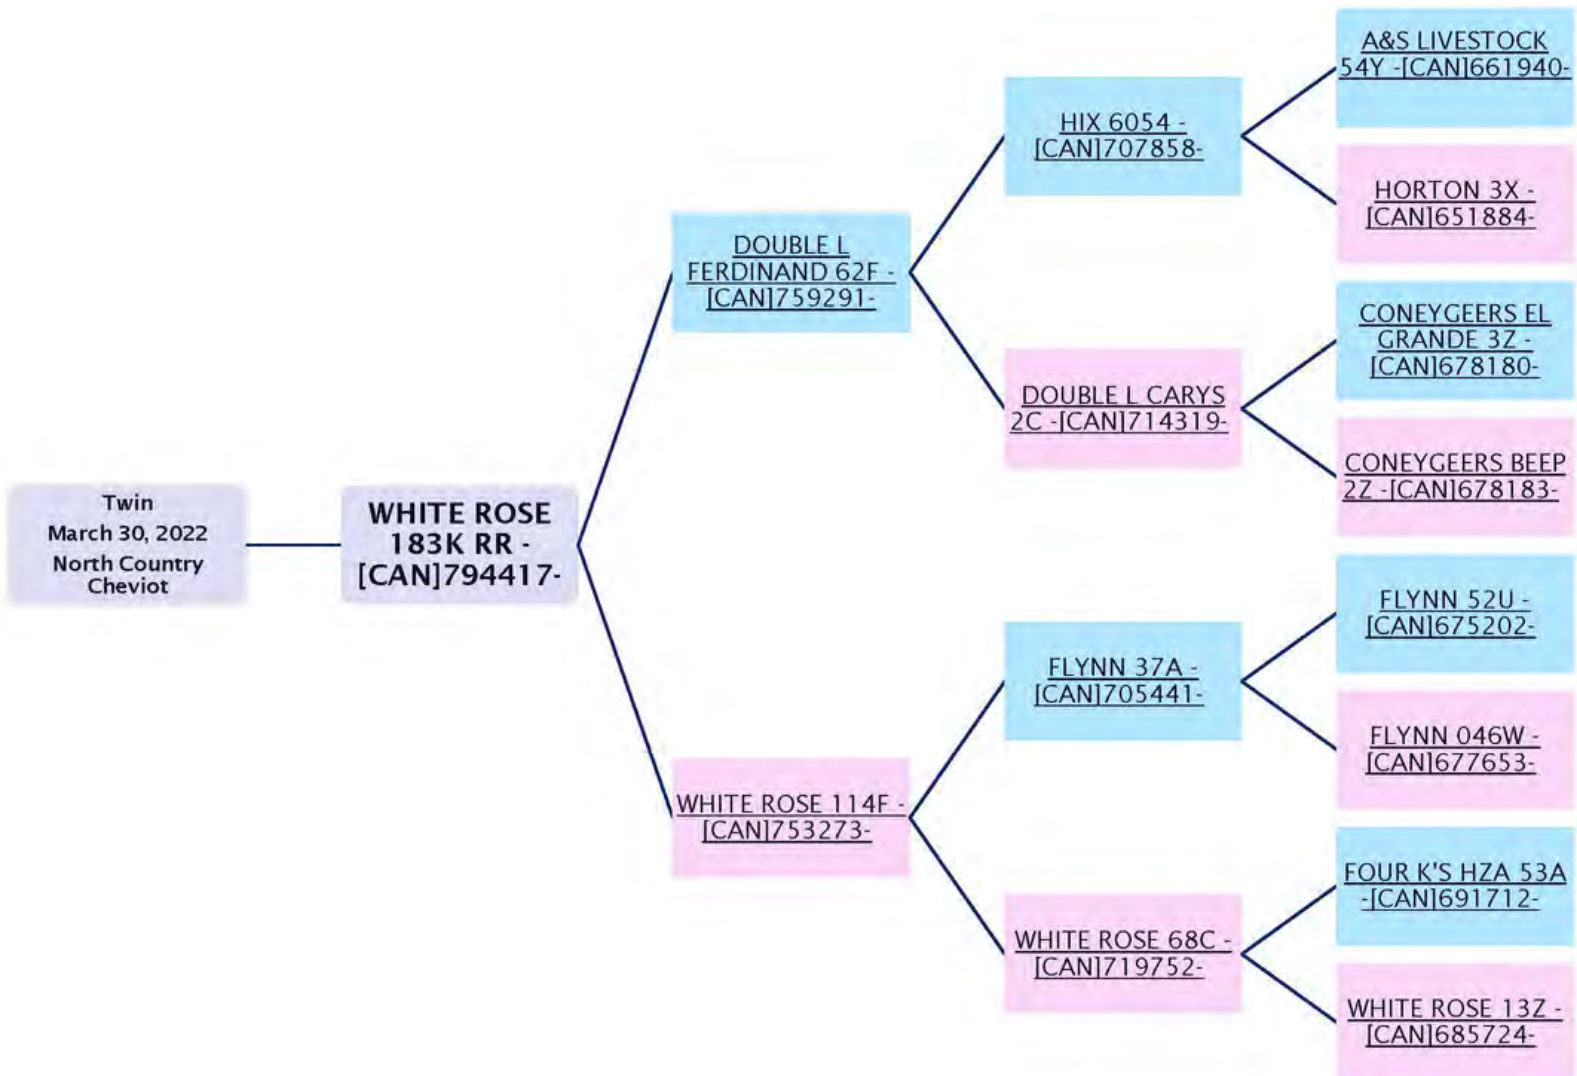 Twin
March 30, 2022
North Country
Cheviot
WHITE ROSE
183K RR -
[CAN]794417-
DOUBLE L
FERDINAND 62F -
[CAN]759291-
WHITE ROSE 114F -
[CAN]753273-
HIX 6054 -
[CAN]707858-
DOUBLE L CARYS
2C -[CAN]714319-
FLYNN 37A -
[CAN]705441-
WHITE ROSE 68C -
[CAN]719752-
A&S LIVESTOCK
54Y -[CAN]661940-
HORTON 3X -
[CAN]651884-
CONEYGEERS EL
GRANDE 3Z -
[CAN]678180-
CONEYGEERS BEEP
2Z -[CAN]678183-
FLYNN 52U -
[CAN]675202-
FLYNN 046W -
[CAN]677653-
FOUR K'S HZA 53A
-[CAN]691712-
WHITE ROSE 13Z -
[CAN]685724-